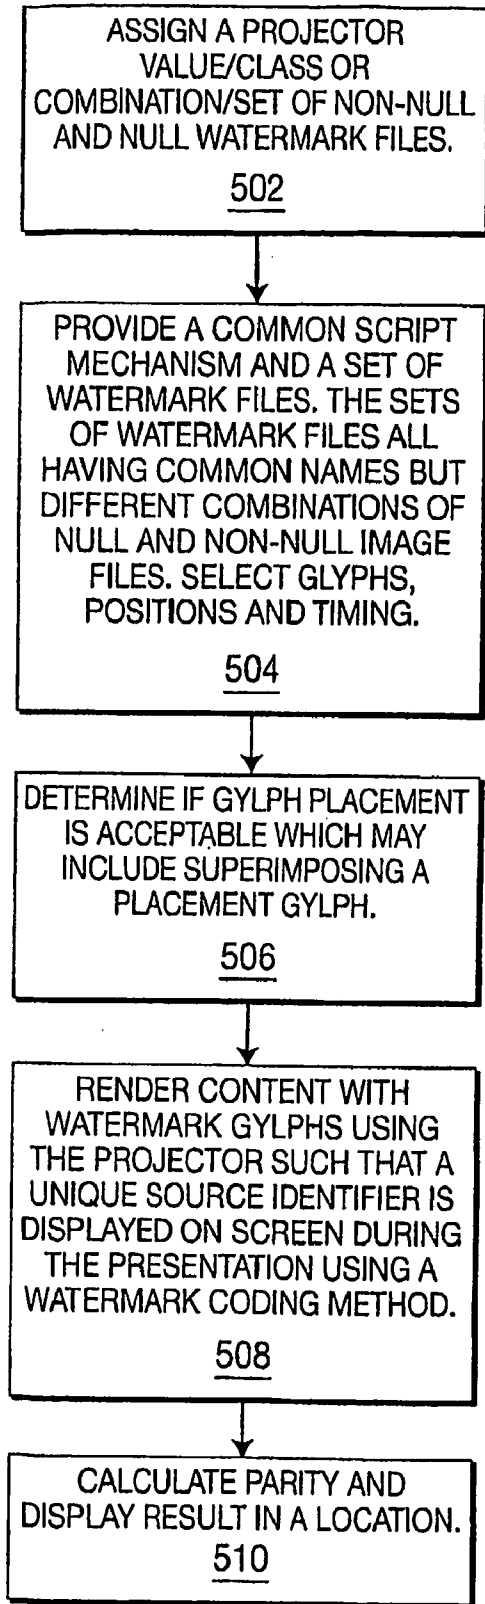 ASSIGN A PROJECTOR
VALUE/CLASS OR
COMBINATION/SET OF NON-NULL
AND NULL WATERMARK FILES.
502
PROVIDE A COMMON SCRIPT
MECHANISM AND A SET OF
WATERMARK FILES. THE SETS
OF WATERMARK FILES ALL
HAVING COMMON NAMES BUT
DIFFERENT COMBINATIONS OF
NULL AND NON-NULL IMAGE
FILES. SELECT GLYPHS,
POSITIONS AND TIMING.
504
DETERMINE IF GYLPH PLACEMENT
IS ACCEPTABLE WHICH MAY
INCLUDE SUPERIMPOSING A
PLACEMENT GYLPH.
506
RENDER CONTENT WITH
WATERMARK GYLPHS USING
THE PROJECTOR SUCH THAT A
UNIQUE SOURCE IDENTIFIER IS
DISPLAYED ON SCREEN DURING
THE PRESENTATION USING A
WATERMARK CODING METHOD.
508
CALCULATE PARITY AND
DISPLAY RESULT IN A LOCATION.
510